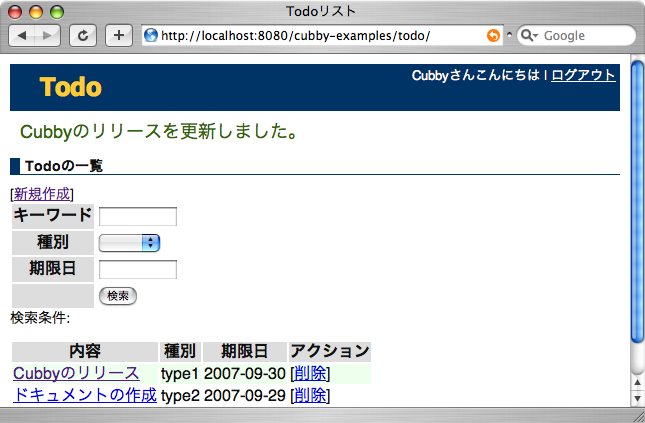 Todoリスト
http://localhost:8080/cubby-examples/todo/
Google
Todo
Cubbyさんこんにちは | ログアウト
Cubbyのリリースを更新しました。
Todoの一覧
[新規作成]
キーワード
種別
期限日
検索
検索条件:
内容 種別 期限日 アクション
Cubbyのリリース type1 2007-09-30 [削除]
ドキュメントの作成 type2 2007-09-29 [削除]